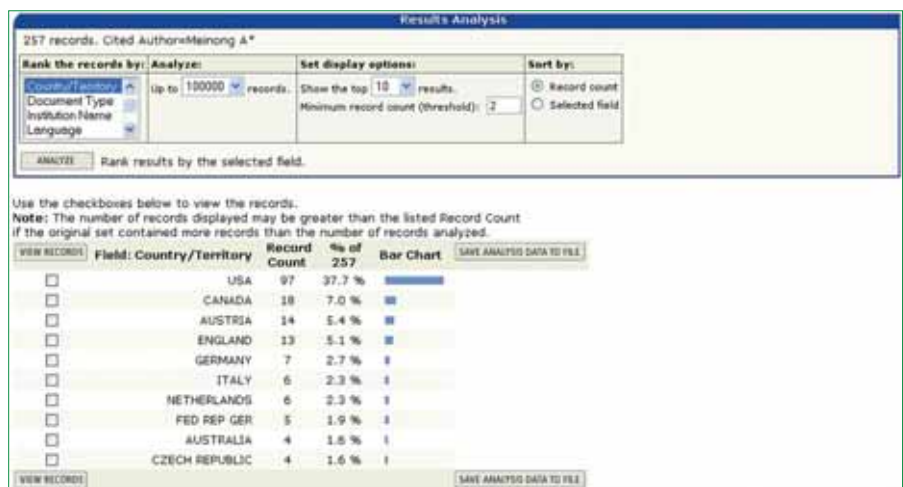 Results Analysis
257 records. Cited Author=Meinong A*
Rank the records by: Analyze: Set display options: Sort by:
Country/Territory Up to 100000 records. Show the top 10 results. Record count
Document Type Minimum record count (threshold): 2 Selected field
Institution Name
Language
ANALYZE Rank results by the selected field.
Use the checkboxes below to view the records.
Note: The number of records displayed may be greater than the listed Record Count
if the original set contained more records than the number of records analyzed.
VIEW RECORDS Field: Country/Territory Record Count % of 257 Bar Chart SAVE ANALYSIS DATA TO FILE
USA 97 37.7 %
CANADA 18 7.0 %
AUSTRIA 14 5.4 %
ENGLAND 13 5.1 %
GERMANY 7 2.7 %
ITALY 6 2.3 %
NETHERLANDS 6 2.3 %
FED REP GER 5 1.9 %
AUSTRALIA 4 1.6 %
CZECH REPUBLIC 4 1.6 %
VIEW RECORDS SAVE ANALYSIS DATA TO FILE